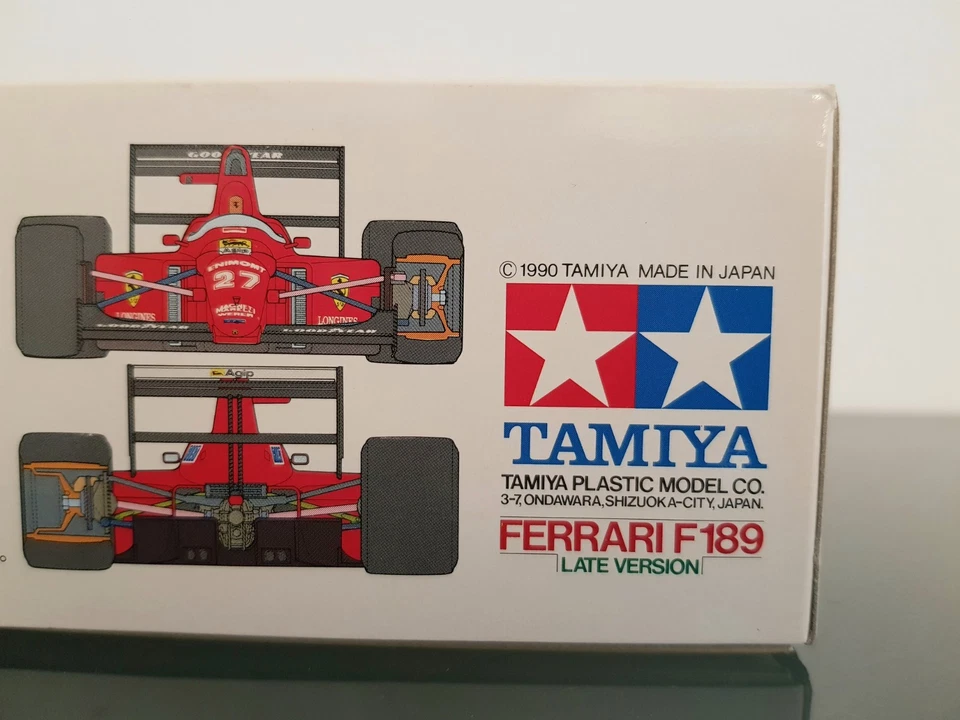 GOODYEAR
ENIMONT
27
MAGNETI
MARELLI
WEBER
LONGINES
LONGINES
GOODYEAR
GOODYEAR
Agip
© 1990 TAMIYA MADE IN JAPAN
TAMIYA
TAMIYA PLASTIC MODEL CO.
3-7, ONDAWARA, SHIZUOKA-CITY, JAPAN.
FERRARI F189
LATE VERSION